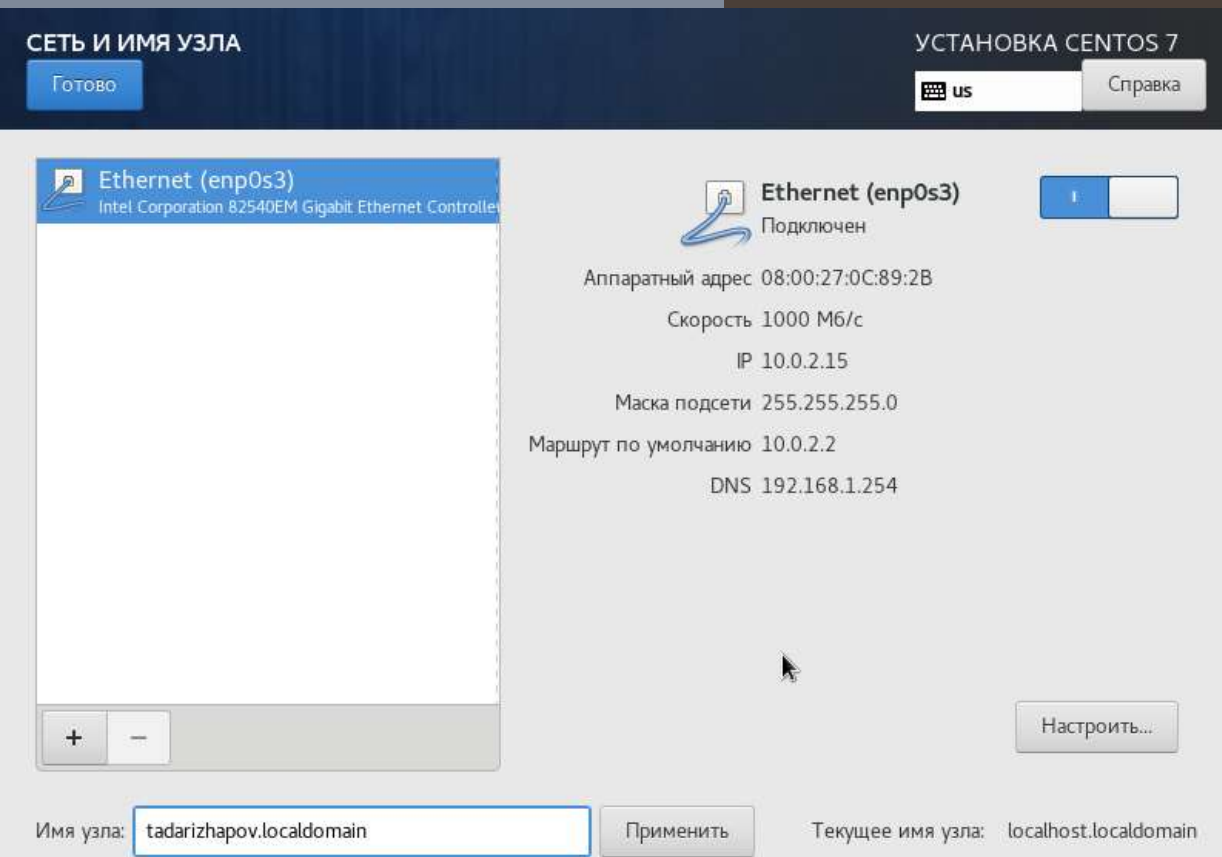 СЕТЬ И ИМЯ УЗЛА
Готово
УСТАНОВКА CENTOS 7
us
Справка
Ethernet (enp0s3)
Intel Corporation 82540EM Gigabit Ethernet Controlle
Ethernet (enp0s3)
Подключен
Аппаратный адрес 08:00:27:0C:89:2B
Скорость 1000 Мб/с
IP 10.0.2.15
Маска подсети 255.255.255.0
Маршрут по умолчанию 10.0.2.2
DNS 192.168.1.254
+ −
Настроить...
Имя узла: tadarizhapov.localdomain Применить Текущее имя узла: localhost.localdomain